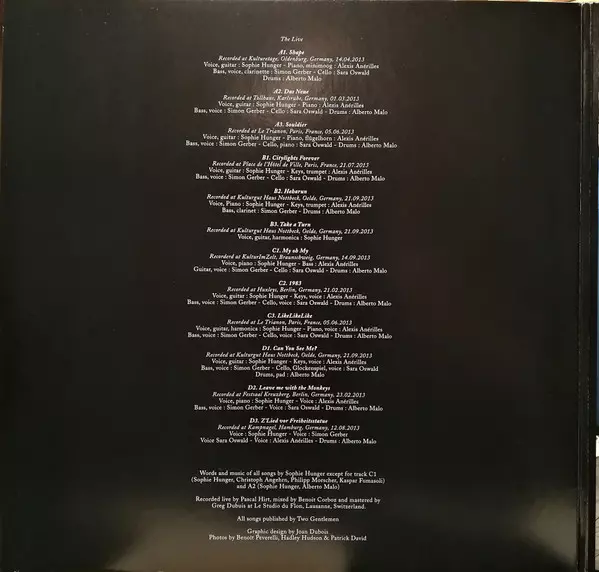 The Live
A1. Shape
Recorded at Kulturetage, Oldenburg, Germany, 14.04.2013
Voice, guitar : Sophie Hunger - Piano, minimoog : Alexis Anérilles
Bass, voice, clarinette : Simon Gerber - Cello : Sara Oswald
Drums : Alberto Malo
A2. Das Neue
Recorded at Tollhaus, Karlsruhe, Germany, 01.03.2013
Voice, guitar : Sophie Hunger - Piano : Alexis Anérilles
Bass, voice : Simon Gerber - Cello : Sara Oswald - Drums : Alberto Malo
A3. Souldier
Recorded at Le Trianon, Paris, France, 05.06.2013
Voice, guitar : Sophie Hunger - Piano, flügelhorn : Alexis Anérilles
Bass, voice : Simon Gerber - Cello, piano : Sara Oswald - Drums : Alberto Malo
B1. Citylights Forever
Recorded at Place de l'Hôtel de Ville, Paris, France, 21.07.2013
Voice, guitar : Sophie Hunger - Keys, trumpet : Alexis Anérilles
Bass, voice : Simon Gerber - Cello : Sara Oswald - Drums : Alberto Malo
B2. Heharun
Recorded at Kulturgut Haus Nottbeck, Oelde, Germany, 21.09.2013
Voice, Piano : Sophie Hunger - Keys, trumpet : Alexis Anérilles
Bass, clarinet : Simon Gerber - Drums : Alberto Malo
B3. Take a Turn
Recorded at Kulturgut Haus Nottbeck, Oelde, Germany, 21.09.2013
Voice, guitar, harmonica : Sophie Hunger
C1. My oh My
Recorded at KulturImZelt, Braunschweig, Germany, 14.09.2013
Voice, piano : Sophie Hunger - Bass : Alexis Anérilles
Guitar, voice : Simon Gerber - Cello : Sara Oswald - Drums : Alberto Malo
C2. 1983
Recorded at Huxleys, Berlin, Germany, 21.02.2013
Voice, guitar : Sophie Hunger - Keys, voice : Alexis Anérilles
Bass, voice : Simon Gerber - Cello, voice : Sara Oswald - Drums : Alberto Malo
C3. LikeLikeLike
Recorded at Le Trianon, Paris, France, 05.06.2013
Voice, guitar, harmonica : Sophie Hunger - Piano, voice : Alexis Anérilles
Bass, voice : Simon Gerber - Cello, voice : Sara Oswald - Drums : Alberto Malo
D1. Can You See Me?
Recorded at Kulturgut Haus Nottbeck, Oelde, Germany, 21.09.2013
Voice, guitar : Sophie Hunger - Keys, voice : Alexis Anérilles
Bass, voice : Simon Gerber - Cello, Glockenspiel, voice : Sara Oswald
Drums, pad : Alberto Malo
D2. Leave me with the Monkeys
Recorded at Festsaal Kreuzberg, Berlin, Germany, 23.02.2013
Voice, piano : Sophie Hunger - Voice : Alexis Anérilles
Bass, voice : Simon Gerber - Voice : Sara Oswald - Drums : Alberto Malo
D3. Z'Lied vor Freiheitsstatue
Recorded at Kampnagel, Hamburg, Germany, 12.08.2013
Voice : Sophie Hunger - Voice : Simon Gerber
Voice Sara Oswald - Voice : Alexis Anérilles - Drums : Alberto Malo
Words and music of all songs by Sophie Hunger except for track C1
(Sophie Hunger, Christoph Angehrn, Philipp Morscher, Kaspar Fumasoli)
and A2 (Sophie Hunger, Alberto Malo)
Recorded live by Pascal Hirt, mixed by Benoît Corboz and mastered by
Greg Dubuis at Le Studio du Flon, Lausanne, Switzerland.
All songs published by Two Gentlemen
Graphic design by Joan Dubois
Photos by Benoît Peverelli, Hadley Hudson & Patrick David